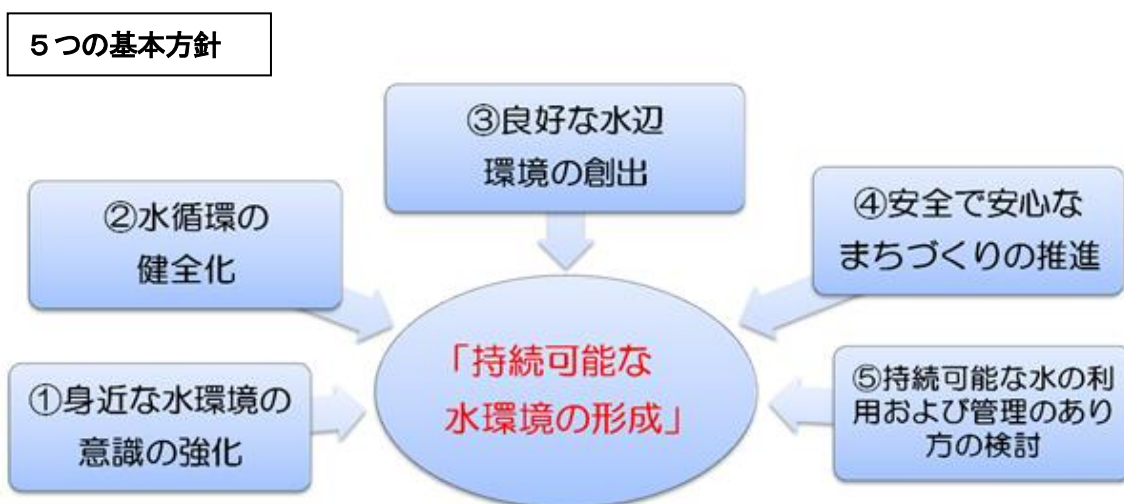 ５つの基本方針
③良好な水辺
環境の創出
②水循環の
健全化
④安全で安心な
まちづくりの推進
「持続可能な
水環境の形成」
①身近な水環境の
意識の強化
⑤持続可能な水の利
用および管理のあり
方の検討